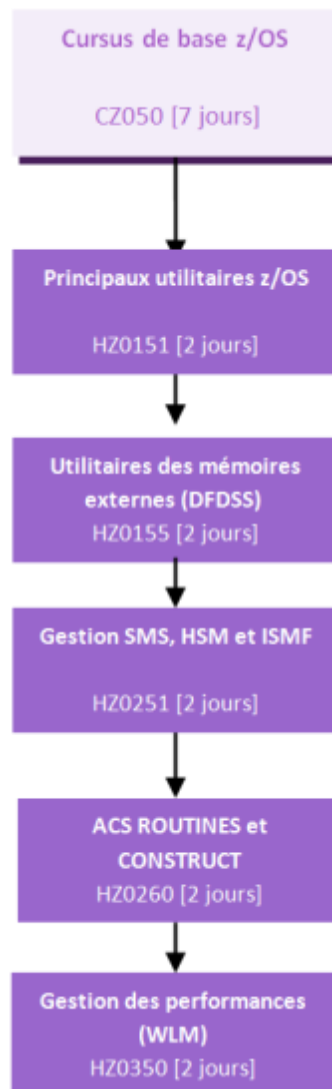 Cursus de base z/OS
CZ050 [7 jours]
Principaux utilitaires z/OS
HZ0151 [2 jours]
Utilitaires des mémoires
externes (DFDSS)
HZ0155 [2 jours]
Gestion SMS, HSM et ISMF
HZ0251 [2 jours]
ACS ROUTINES et
CONSTRUCT
HZ0260 [2 jours]
Gestion des performances
(WLM)
HZ0350 [2 jours]